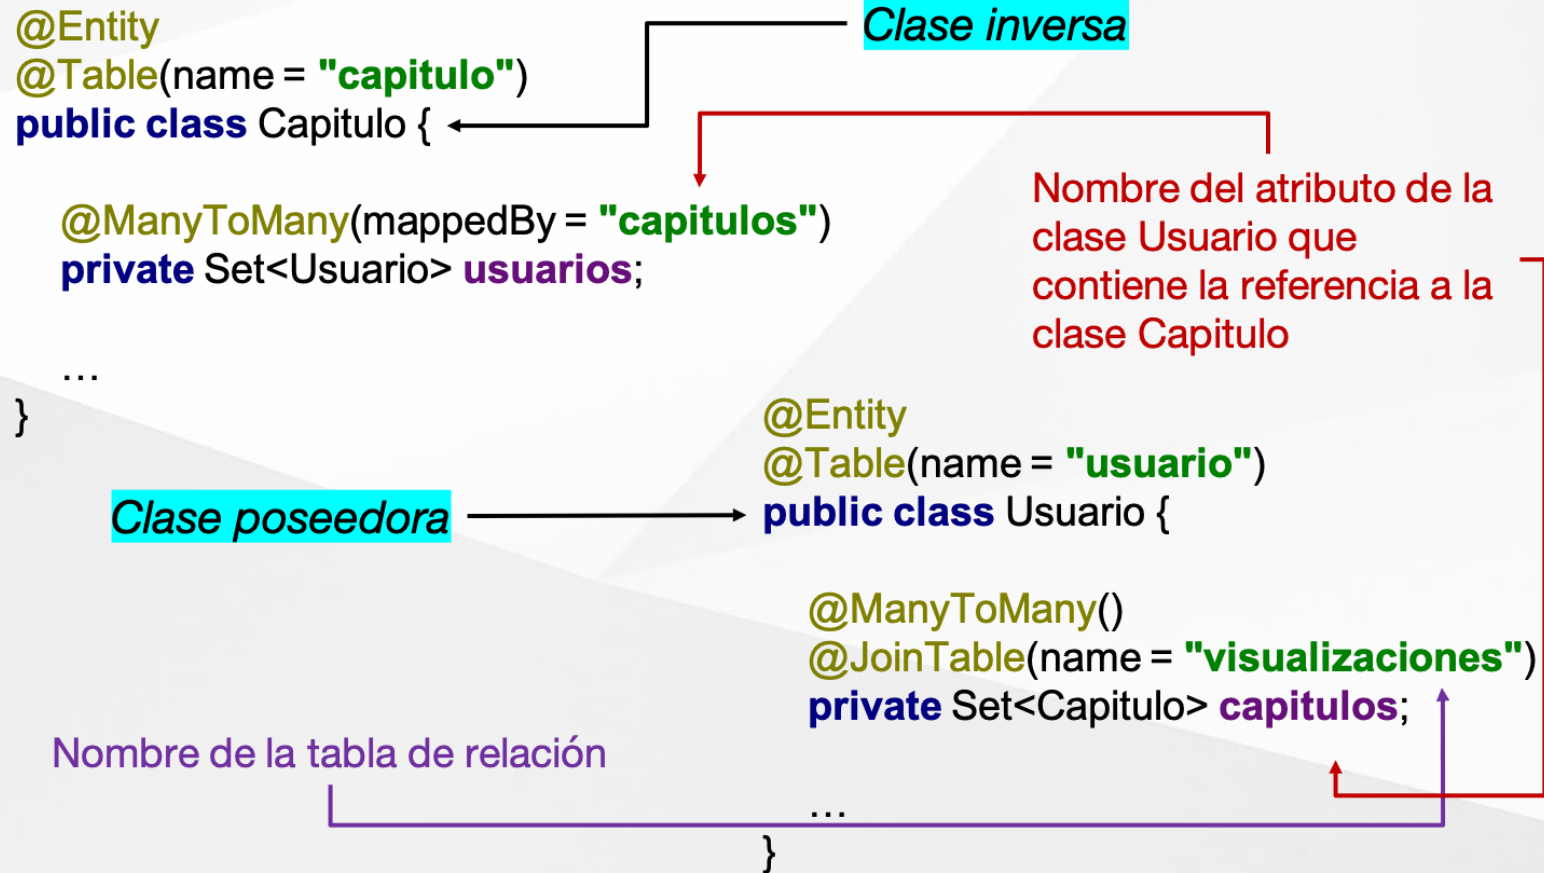 @Entity
@Table(name = "capitulo")
public class Capitulo {
Clase inversa
@ManyToMany(mappedBy = "capitulos")
private Set<Usuario> usuarios;
…
}
Nombre del atributo de la
clase Usuario que
contiene la referencia a la
clase Capitulo
Clase poseedora
@Entity
@Table(name = "usuario")
public class Usuario {
@ManyToMany()
@JoinTable(name = "visualizaciones")
private Set<Capitulo> capitulos;
…
}
Nombre de la tabla de relación